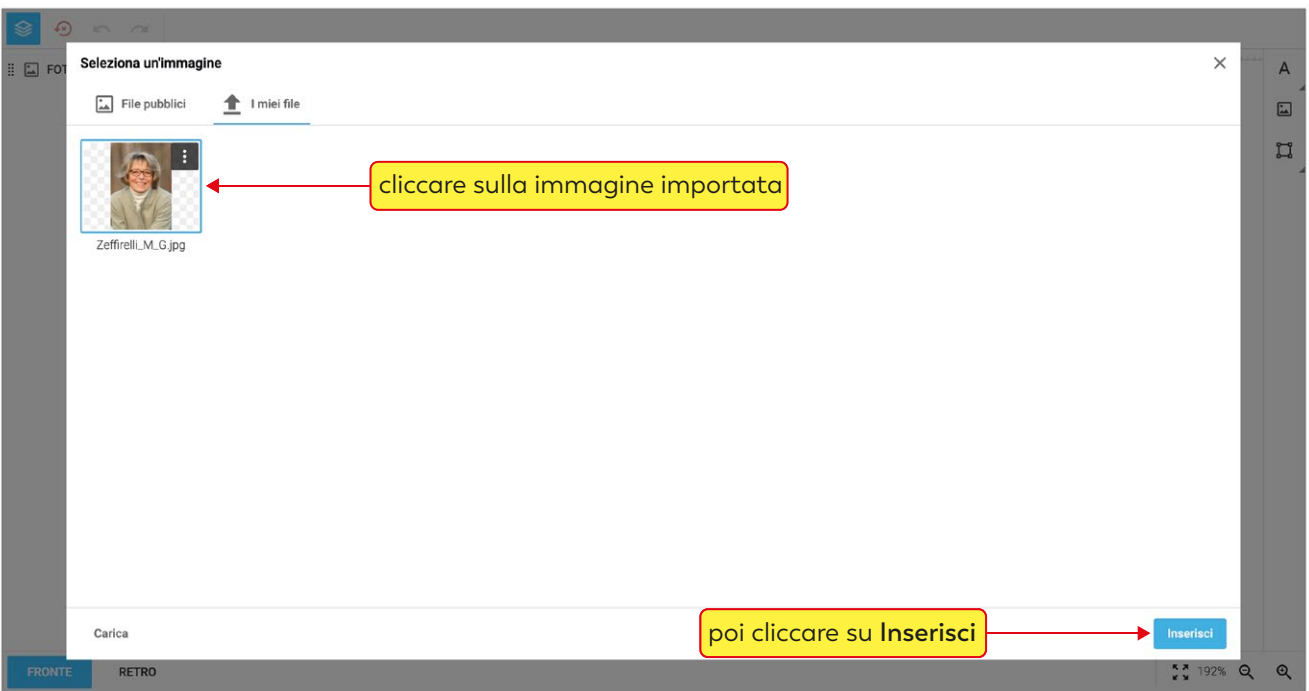 FOT
Seleziona un'immagine
File pubblici
I miei file
A
cliccare sulla immagine importata
Zeffirelli_M_G.jpg
Carica
poi cliccare su Inserisci
Inserisci
FRONTE
RETRO
192%